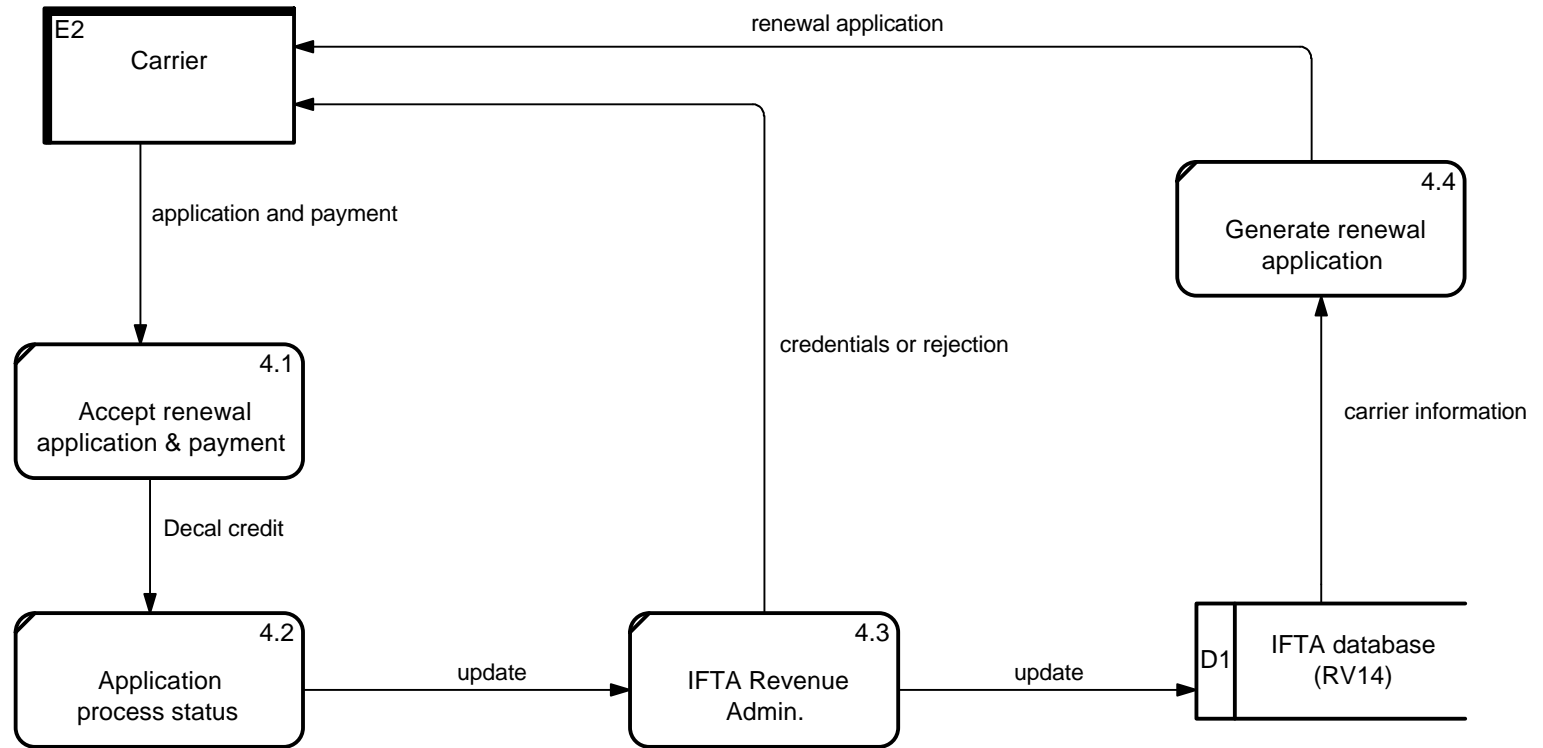 renewal application
E2
Carrier
4.4
Generate renewal
application
application and payment
credentials or rejection
4.1
Accept renewal
application & payment
carrier information
Decal credit
4.2
Application
process status
update
4.3
IFTA Revenue
Admin.
update
D1
IFTA database
(RV14)